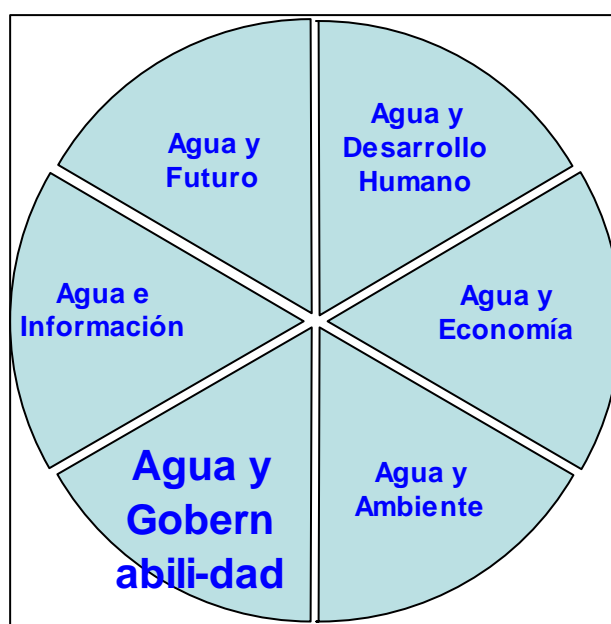 Agua y
Futuro
Agua y
Desarrollo
Humano
Agua e
Información
Agua y
Economía
Agua y
Gobern
abili-dad
Agua y
Ambiente